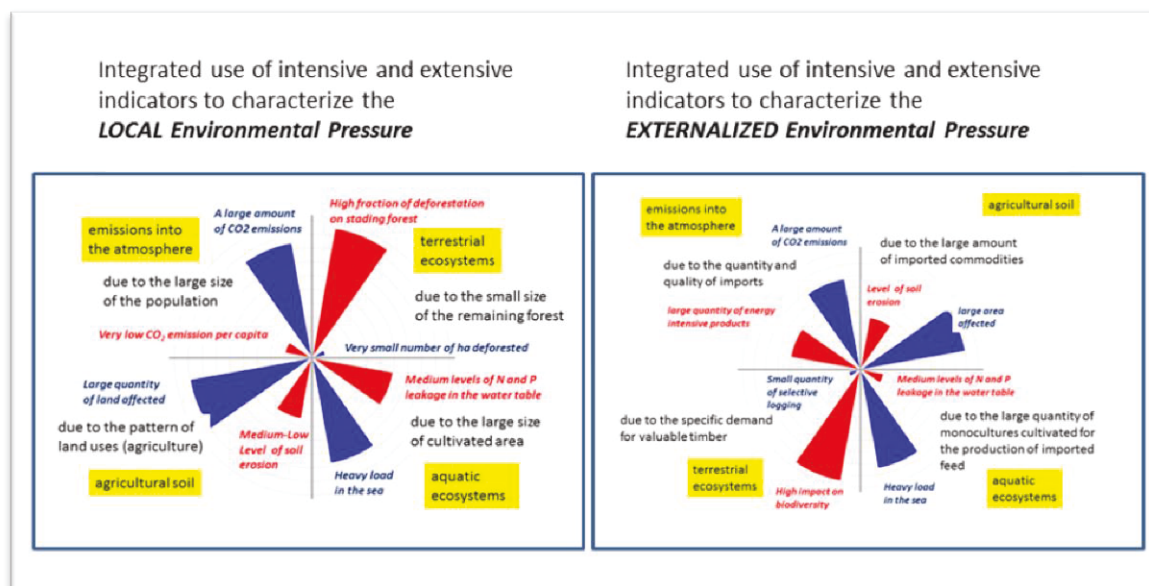 Integrated use of intensive and extensive
indicators to characterize the
LOCAL Environmental Pressure
A large amount
of CO2 emissions
High fraction of deforestation
on stading forest
emissions into
the atmosphere
terrestrial
ecosystems
due to the large size
of the population
due to the small size
of the remaining forest
Very low CO₂ emission per capita
Very small number of ha deforested
Large quantity
of land affected
Medium levels of N and P
leakage in the water table
due to the pattern of
land uses (agriculture)
Medium-Low
Level of soil
erosion
due to the large size
of cultivated area
agricultural soil
Heavy load
in the sea
aquatic
ecosystems
Integrated use of intensive and extensive
indicators to characterize the
EXTERNALIZED Environmental Pressure
emissions into
the atmosphere
agricultural soil
A large amount
of CO2 emissions
due to the large amount
of imported commodities
due to the quantity and
quality of imports
Level of soil
erosion
large quantity of energy
intensive products
large area
affected
Small quantity
of selective
logging
Medium levels of N and P
leakage in the water table
due to the specific demand
for valuable timber
due to the large quantity of
monocultures cultivated for
the production of imported
feed
terrestrial
ecosystems
High impact on
biodiversity
Heavy load
in the sea
aquatic
ecosystems